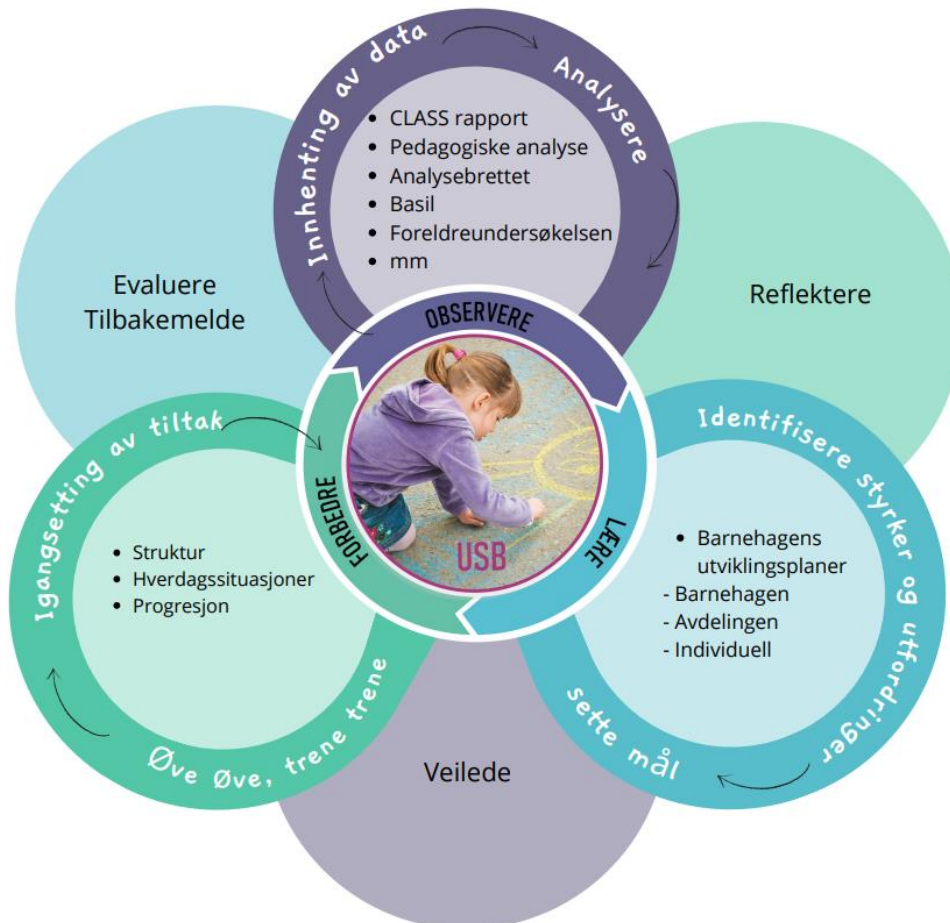 Innhenting av data
Analysere
• CLASS rapport
• Pedagogiske analyse
• Analysebrettet
• Basil
• Foreldreundersøkelsen
• mm
Evaluere
Tilbakemelde
Reflektere
OBSERVERE
LÆRE
FORBEDRE
USB
Identifisere styrker og utfordringer
sette mål
• Barnehagens
utviklingsplaner
- Barnehagen
- Avdelingen
- Individuell
Veilede
Øve Øve, trene trene
Igangsetting av tiltak
• Struktur
• Hverdagssituasjoner
• Progresjon